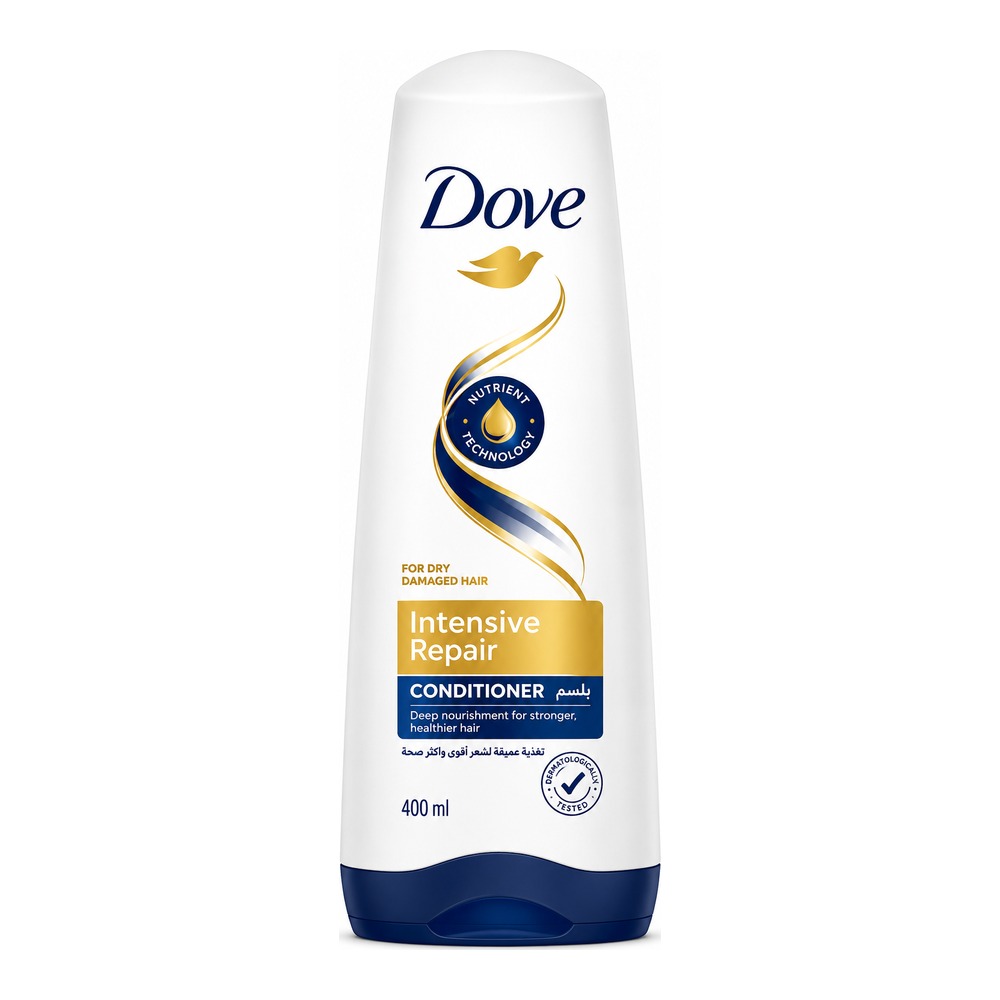 Dove
NUTRIENT
TECHNOLOGY
FOR DRY
DAMAGED HAIR
Intensive
Repair
CONDITIONER بلسم
Deep nourishment for stronger,
healthier hair
تغذية عميقة لشعر أقوى واكثر صحة
DERMATOLOGICALLY
TESTED
400 ml